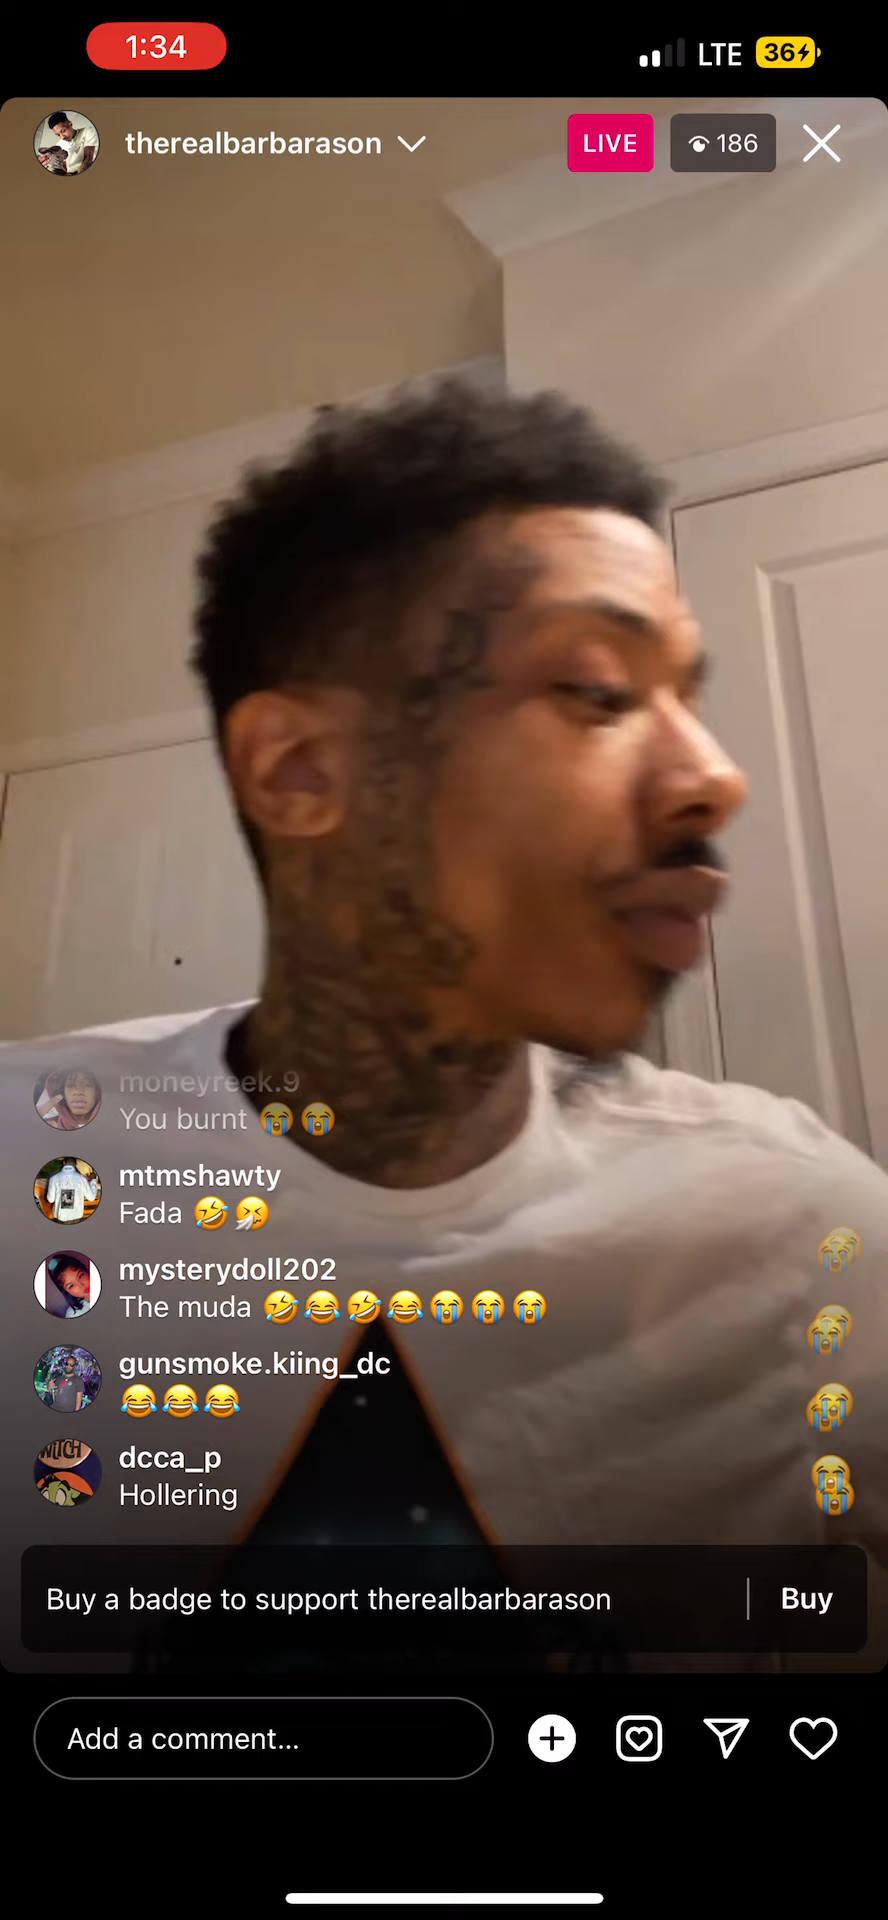 1:34
LTE 36
therealbarbarason
LIVE
186
moneyreek.9
You burnt 😭😭
mtmshawty
Fada 🤣🤧
mysterydoll202
The muda 🤣😂🤣😂😭😭😭
gunsmoke.kiing_dc
😂😂😂
WITCH
dcca_p
Hollering
Buy a badge to support therealbarbarason
Buy
Add a comment...